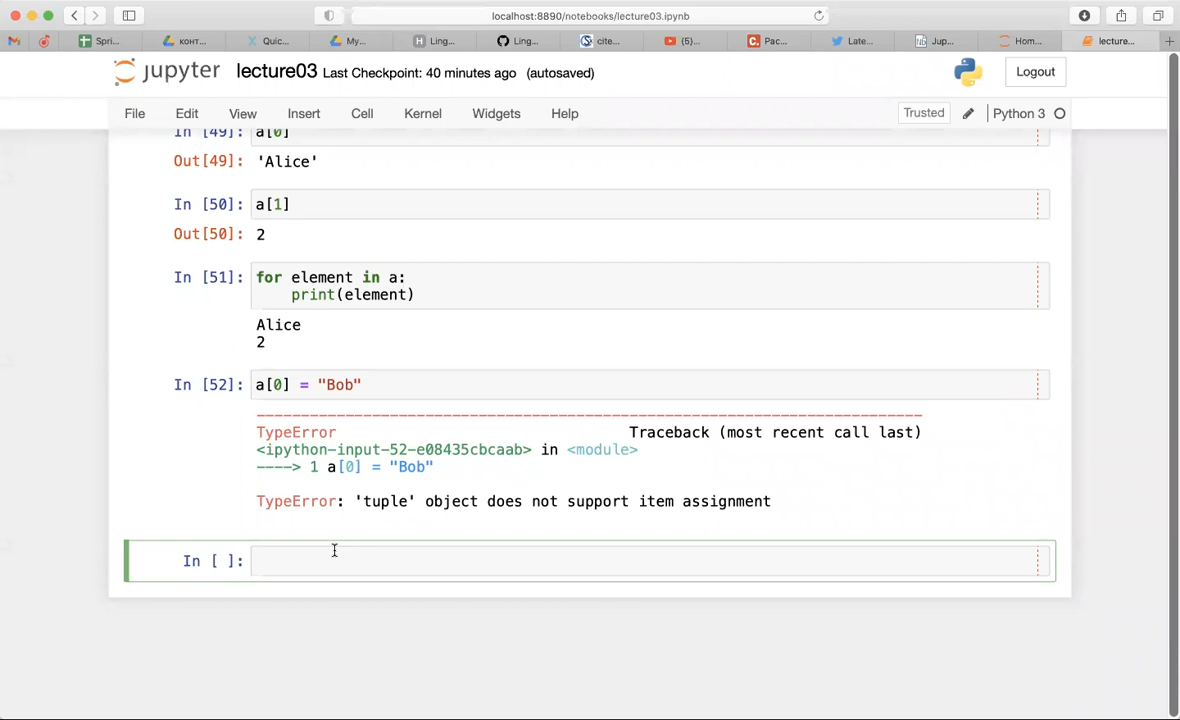 localhost:8890/notebooks/lecture03.ipynb
Spri... конт... Quic... My... Ling... Ling... cite... (5)... Pac... Late... Jup... Hom... lecture...
jupyter lecture03 Last Checkpoint: 40 minutes ago (autosaved) Logout
File Edit View Insert Cell Kernel Widgets Help Trusted Python 3
In [49]: a[0]
Out[49]: 'Alice'
In [50]: a[1]
Out[50]: 2
In [51]: for element in a:
print(element)
Alice
2
In [52]: a[0] = "Bob"
TypeError Traceback (most recent call last)
<ipython-input-52-e08435cbcaab> in <module>
----> 1 a[0] = "Bob"
TypeError: 'tuple' object does not support item assignment
In [ ]: